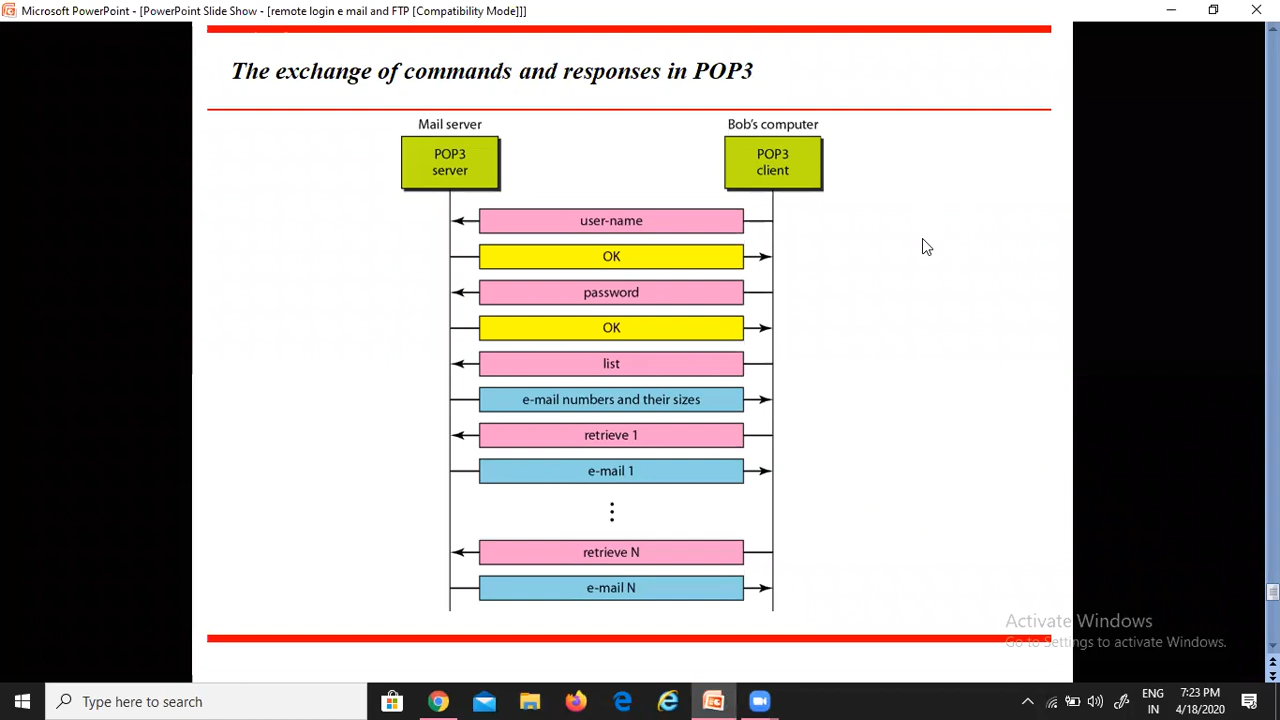 Microsoft PowerPoint - [PowerPoint Slide Show - [remote login e mail and FTP [Compatibility Mode]]]
The exchange of commands and responses in POP3
Mail server
Bob's computer
POP3
server
POP3
client
user-name
OK
password
OK
list
e-mail numbers and their sizes
retrieve 1
e-mail 1
retrieve N
e-mail N
Activate Windows
Go to Settings to activate Windows.
Type here to search
ENG
7:23 PM
IN
4/18/2020